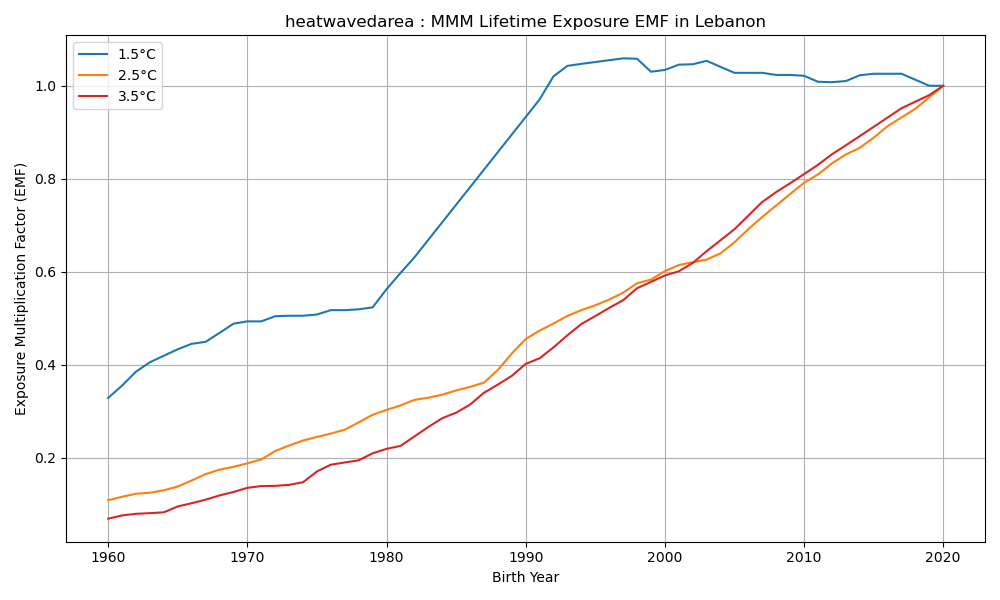 heatwavedarea : MMM Lifetime Exposure EMF in Lebanon
1.5°C
2.5°C
3.5°C
Exposure Multiplication Factor (EMF)
1.0
0.8
0.6
0.4
0.2
1960 1970 1980 1990 2000 2010 2020
Birth Year